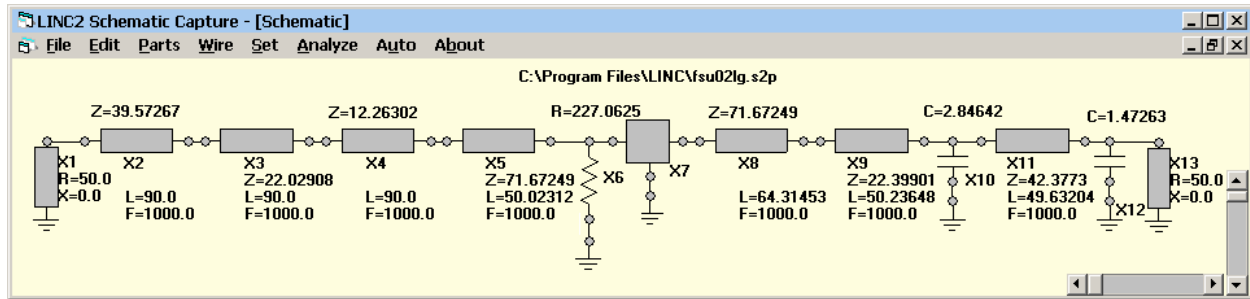 LINC2 Schematic Capture - [Schematic]
File Edit Parts Wire Set Analyze Auto About
C:\Program Files\LINC\fsu02lg.s2p
Z=39.57267 Z=12.26302 R=227.0625 Z=71.67249 C=2.84642 C=1.47263
X1 X2 X3 X4 X5 X6 X7 X8 X9 X10 X11 X13
R=50.0 Z=22.02908 Z=71.67249 Z=22.39901 Z=42.3773 R=50.0
X=0.0 L=90.0 L=90.0 L=90.0 L=50.02312 L=64.31453 L=50.23648 L=49.63204 X=0.0
F=1000.0 F=1000.0 F=1000.0 F=1000.0 F=1000.0 F=1000.0 F=1000.0 X12